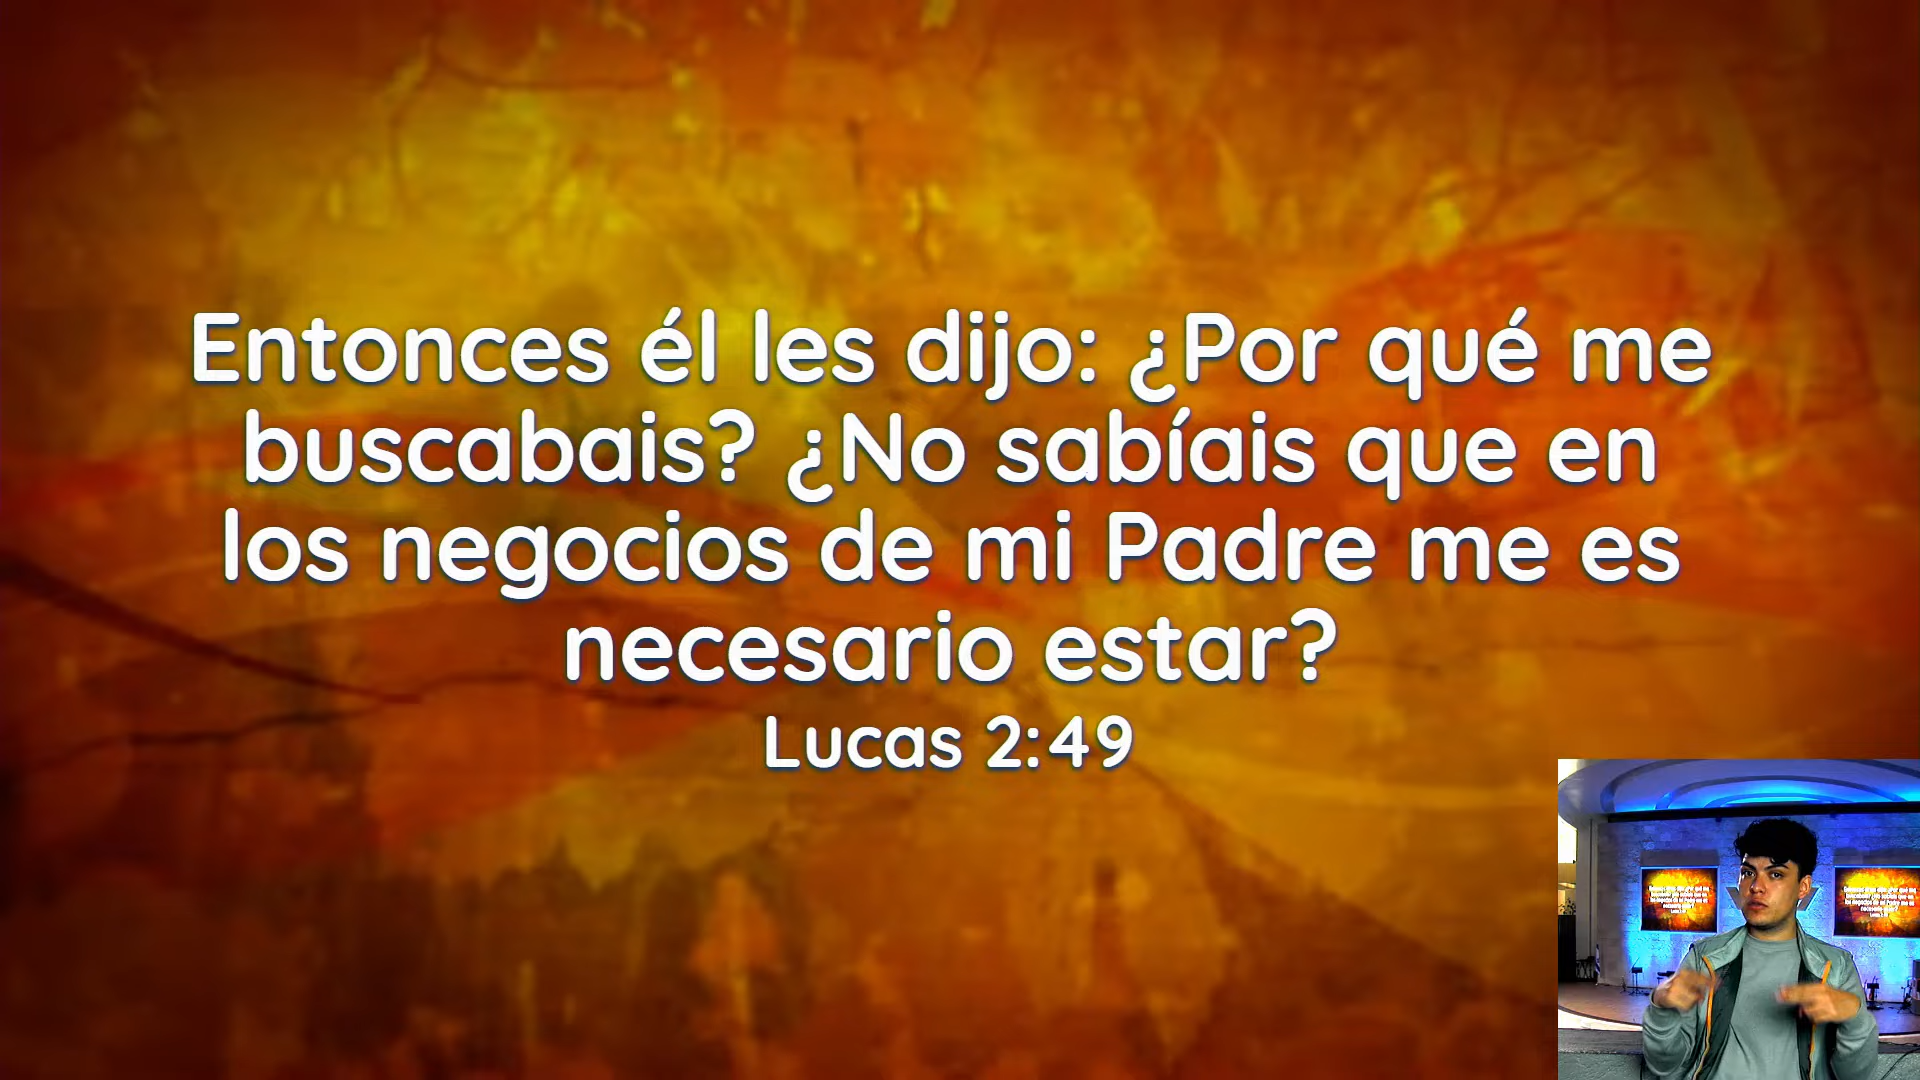 Entonces él les dijo: ¿Por qué me
buscabais? ¿No sabíais que en
los negocios de mi Padre me es
necesario estar?
Lucas 2:49